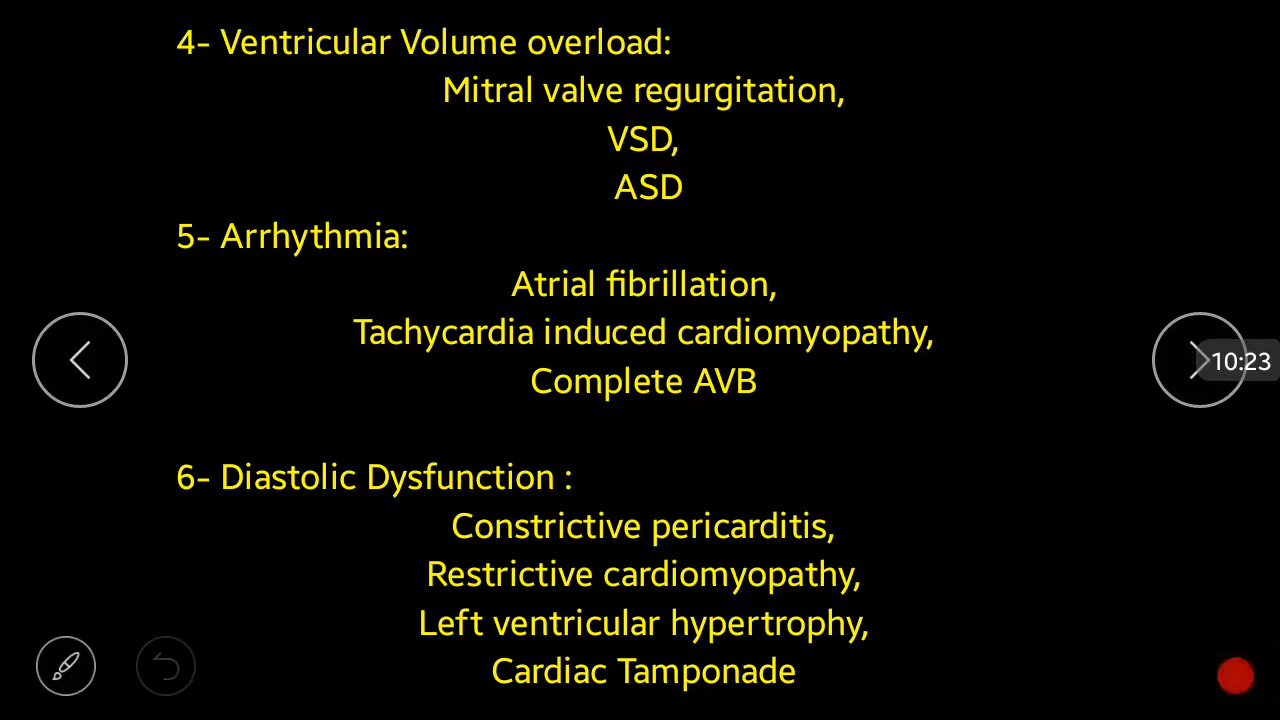 4- Ventricular Volume overload:
Mitral valve regurgitation,
VSD,
ASD
5- Arrhythmia:
Atrial fibrillation,
Tachycardia induced cardiomyopathy,
Complete AVB
10:23
6- Diastolic Dysfunction :
Constrictive pericarditis,
Restrictive cardiomyopathy,
Left ventricular hypertrophy,
Cardiac Tamponade